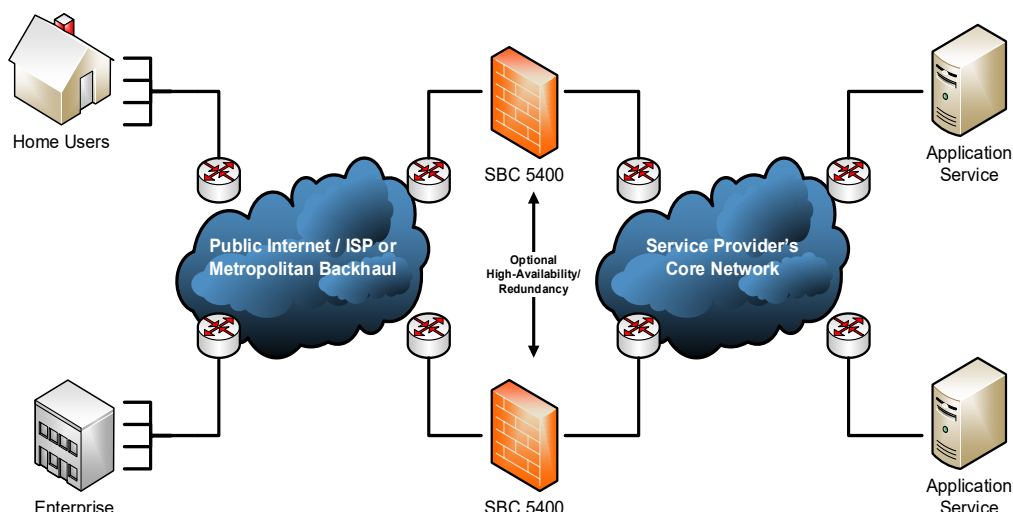 Home Users
SBC 5400
Application
Service
Public Internet / ISP or
Metropolitan Backhaul
Optional
High-Availability/
Redundancy
Service Provider's
Core Network
Enterprise
SBC 5400
Application
Service